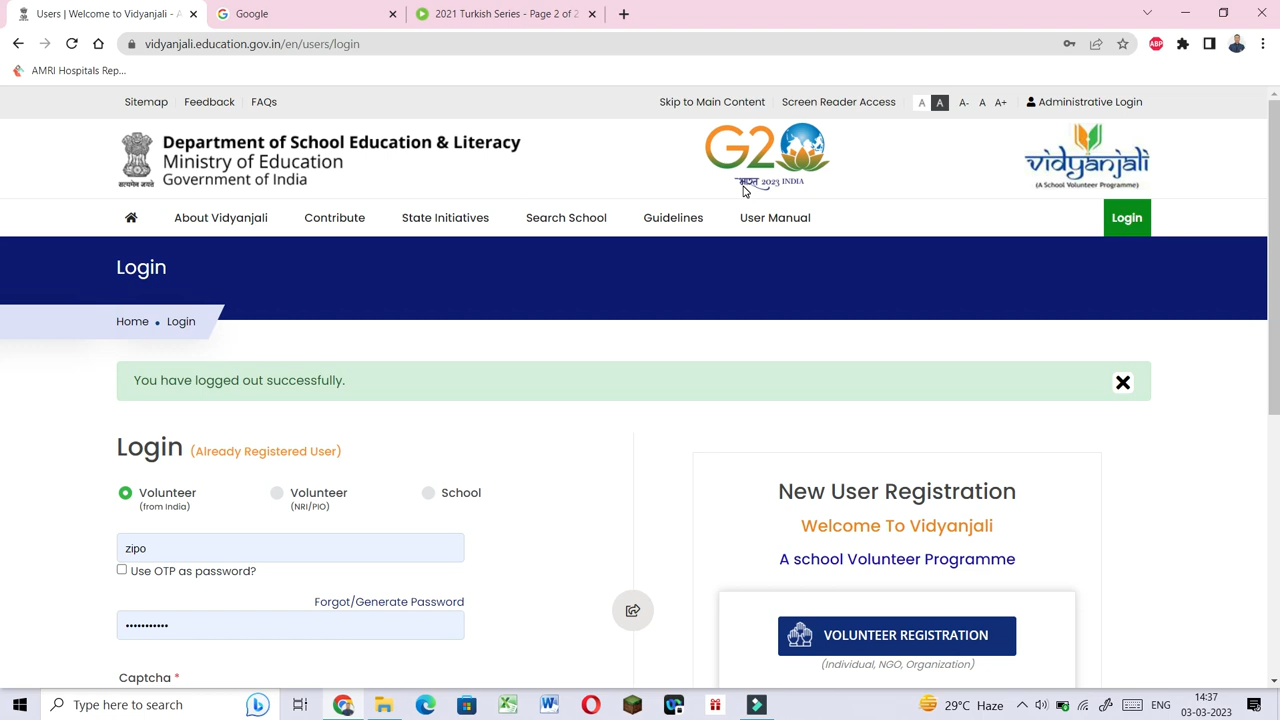 Users | Welcome to Vidyanjali - A
Google
2021 Turkish Series - Page 2 of 2
vidyanjali.education.gov.in/en/users/login
ABP
AMRI Hospitals Rep...
Sitemap
Feedback
FAQs
Skip to Main Content
Screen Reader Access
A
A
A-
A
A+
Administrative Login
सत्यमेव जयते
Department of School Education & Literacy
Ministry of Education
Government of India
G2
भारत 2023 INDIA
vidyanjali
(A School Volunteer Programme)
About Vidyanjali
Contribute
State Initiatives
Search School
Guidelines
User Manual
Login
Login
Home • Login
You have logged out successfully.
Login (Already Registered User)
Volunteer
(from India)
Volunteer
(NRI/PIO)
School
zipo
Use OTP as password?
Forgot/Generate Password
•••••••••••
Captcha *
New User Registration
Welcome To Vidyanjali
A school Volunteer Programme
VOLUNTEER REGISTRATION
(Individual, NGO, Organization)
Type here to search
29°C Haze
ENG
14:37
03-03-2023